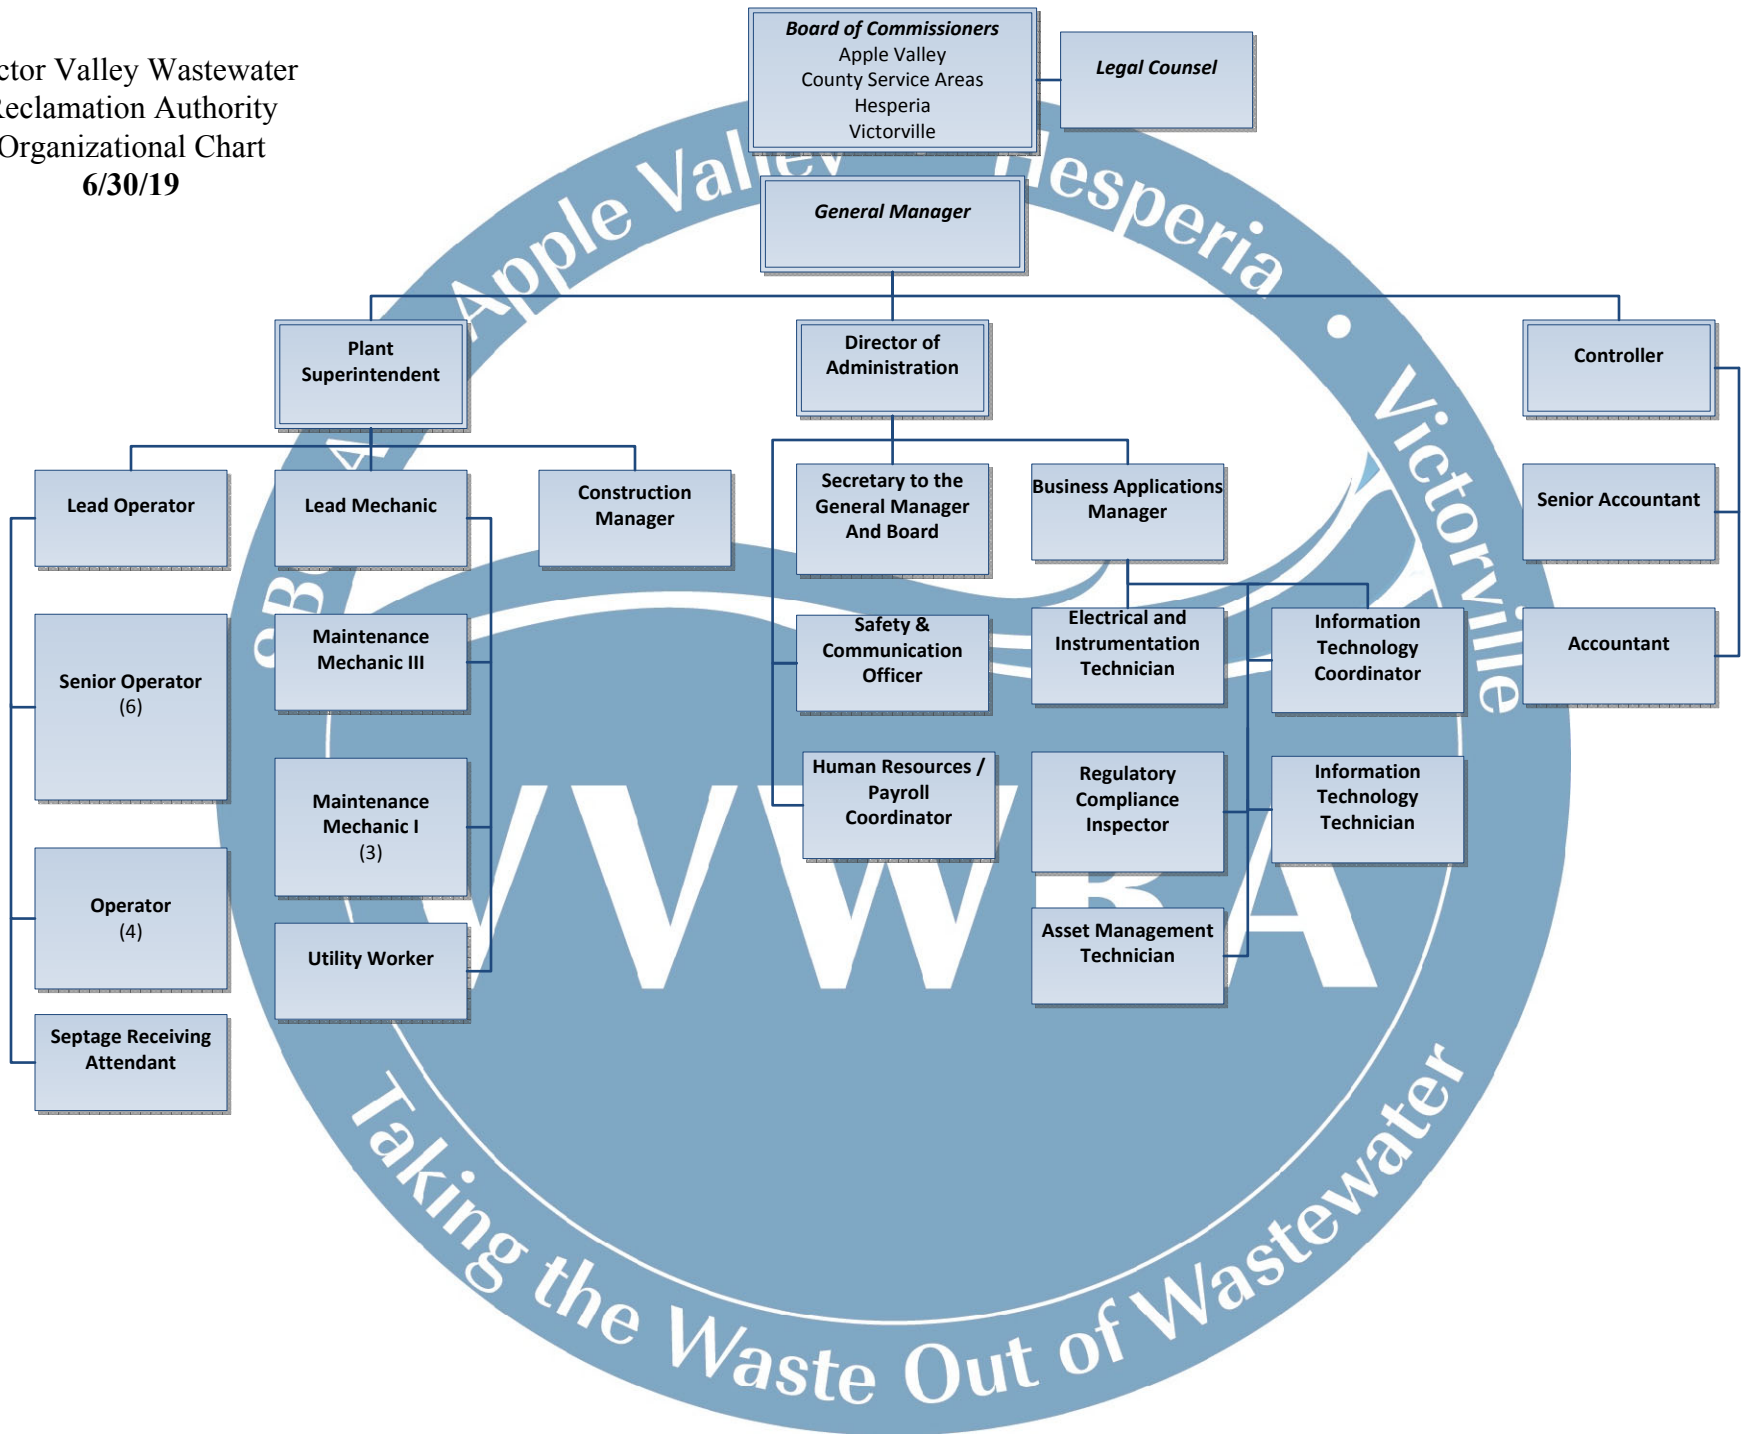 Board of Commissioners
Apple Valley
County Service Areas
Hesperia
Victorville
Legal Counsel
ctor Valley Wastewater
Reclamation Authority
Organizational Chart
6/30/19
General Manager
Apple Valley
Hesperia • Victorville
Plant
Superintendent
Director of
Administration
Controller
Lead Operator
Lead Mechanic
Construction
Manager
Secretary to the
General Manager
And Board
Business Applications
Manager
Senior Accountant
Senior Operator
(6)
Maintenance
Mechanic III
Safety &
Communication
Officer
Electrical and
Instrumentation
Technician
Information
Technology
Coordinator
Accountant
Maintenance
Mechanic I
(3)
Human Resources /
Payroll
Coordinator
Regulatory
Compliance
Inspector
Information
Technology
Technician
Operator
(4)
Utility Worker
Asset Management
Technician
Septage Receiving
Attendant
VVWRA
Taking the Waste Out of Wastewater